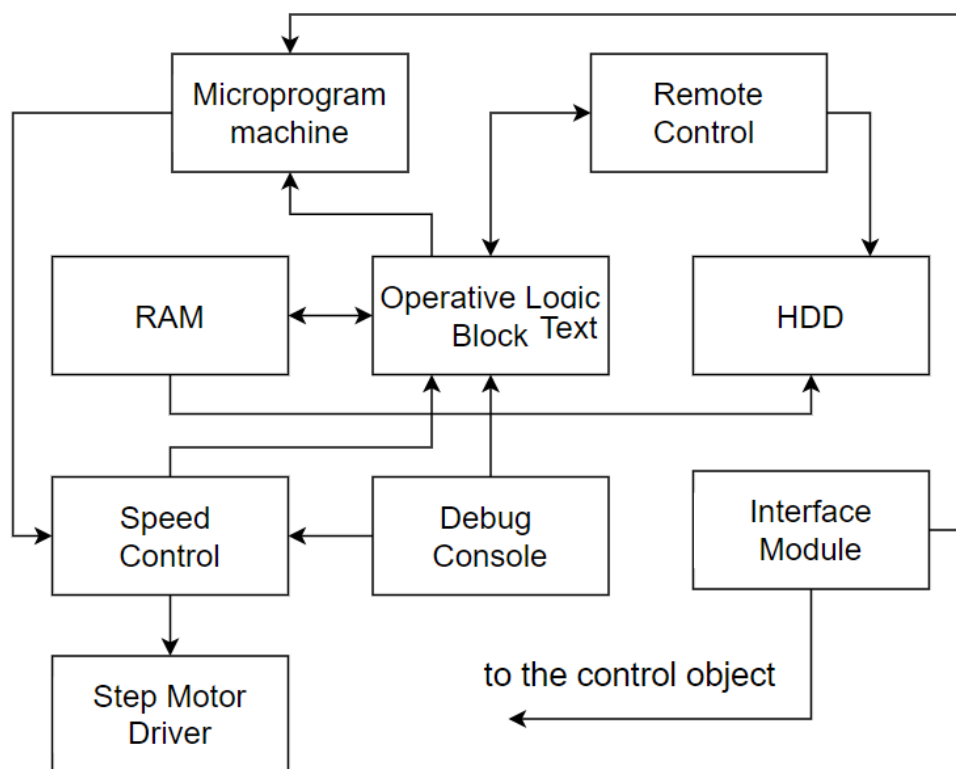 Microprogram
machine
Remote
Control
RAM
Operative Logic
Block
Text
HDD
Speed
Control
Debug
Console
Interface
Module
to the control object
Step Motor
Driver